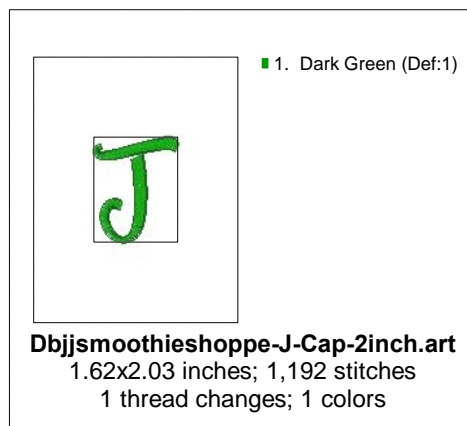 1. Dark Green (Def:1)
J
Dbjjsmoothieshoppe-J-Cap-2inch.art
1.62x2.03 inches; 1,192 stitches
1 thread changes; 1 colors